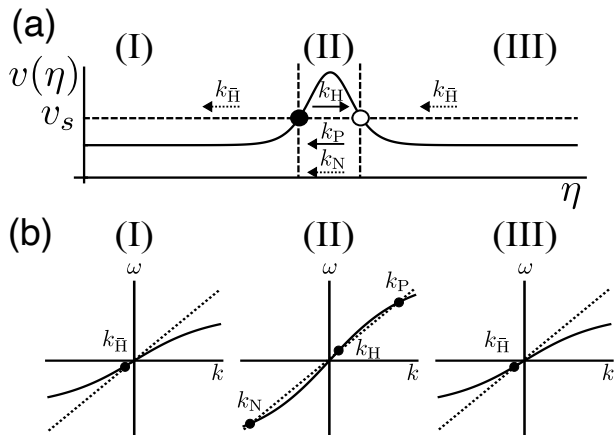 (a)
(I) (II) (III)
v(η)
k_H̄ k_H k_H̄
v_s
k_P
k_N
η
(b)
(I) (II) (III)
ω ω ω
k_P
k_H̄ k_H k_H̄
k k k
k_N